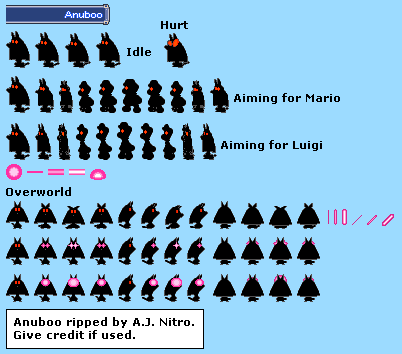 Anuboo
Hurt
Idle
Aiming for Mario
Aiming for Luigi
Overworld
Anuboo ripped by A.J. Nitro.
Give credit if used.